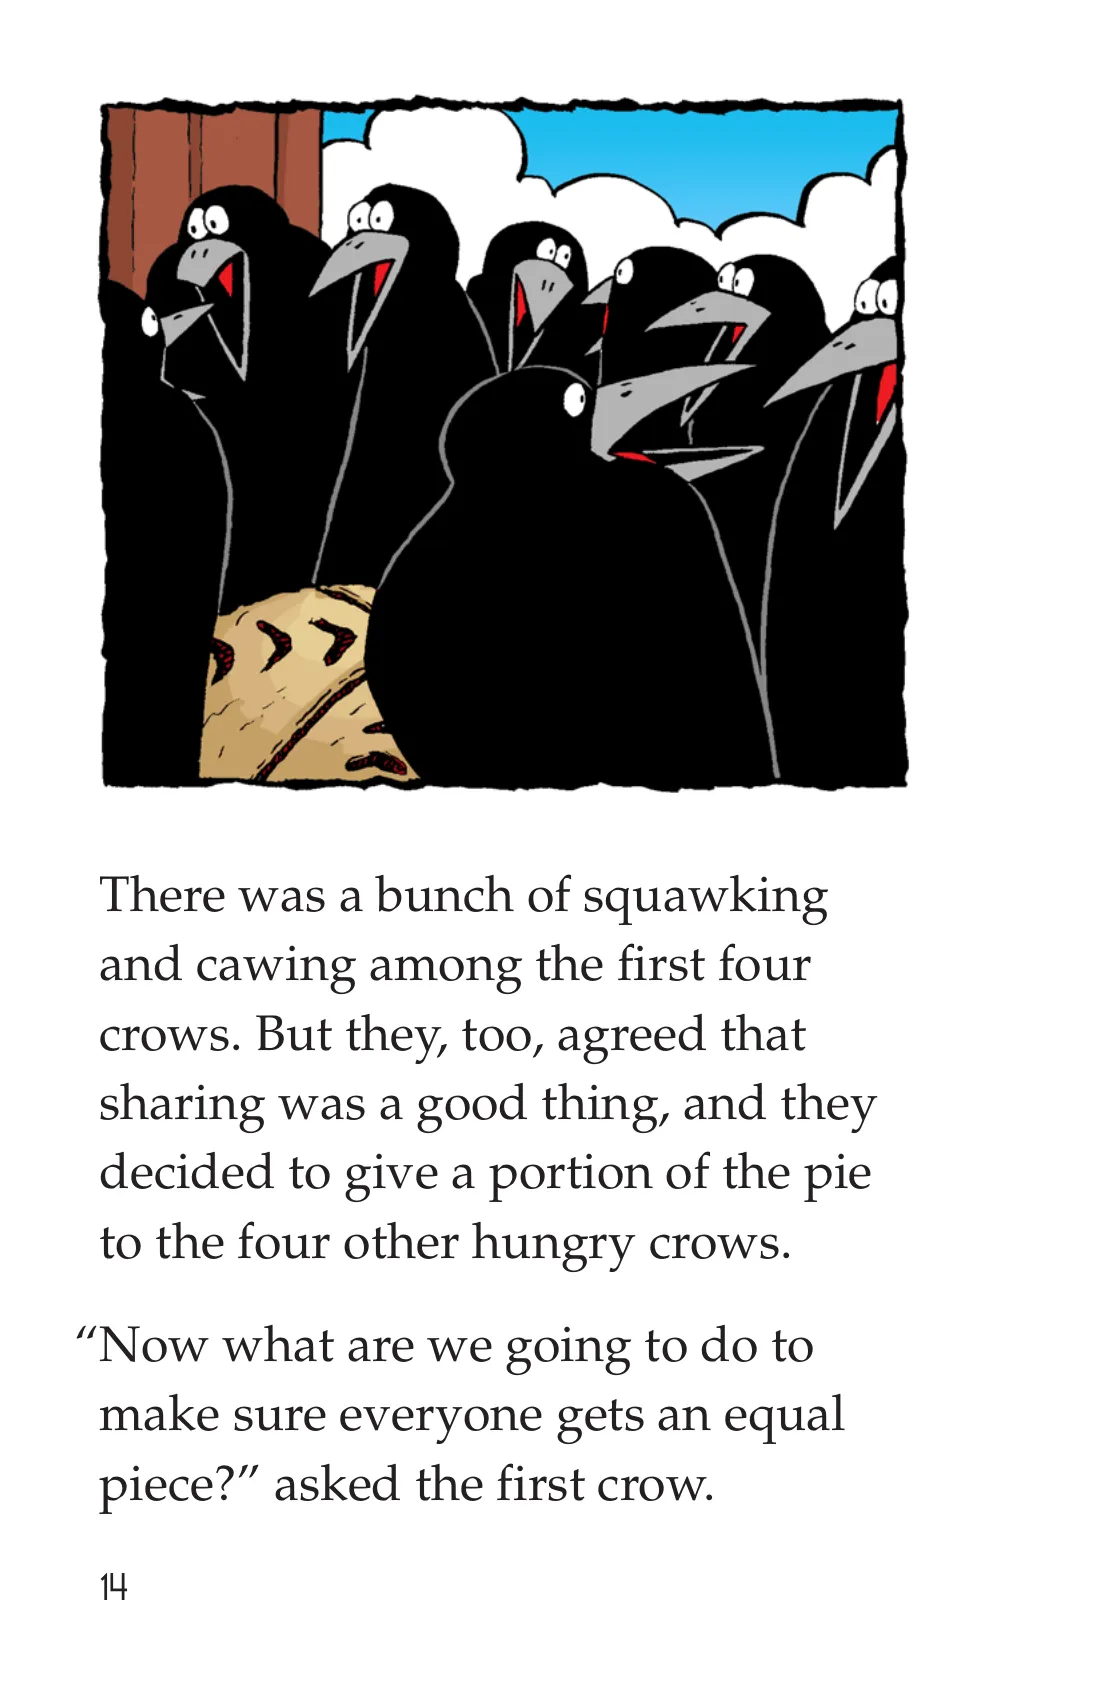 There was a bunch of squawking
and cawing among the first four
crows. But they, too, agreed that
sharing was a good thing, and they
decided to give a portion of the pie
to the four other hungry crows.
“Now what are we going to do to
make sure everyone gets an equal
piece?” asked the first crow.
14